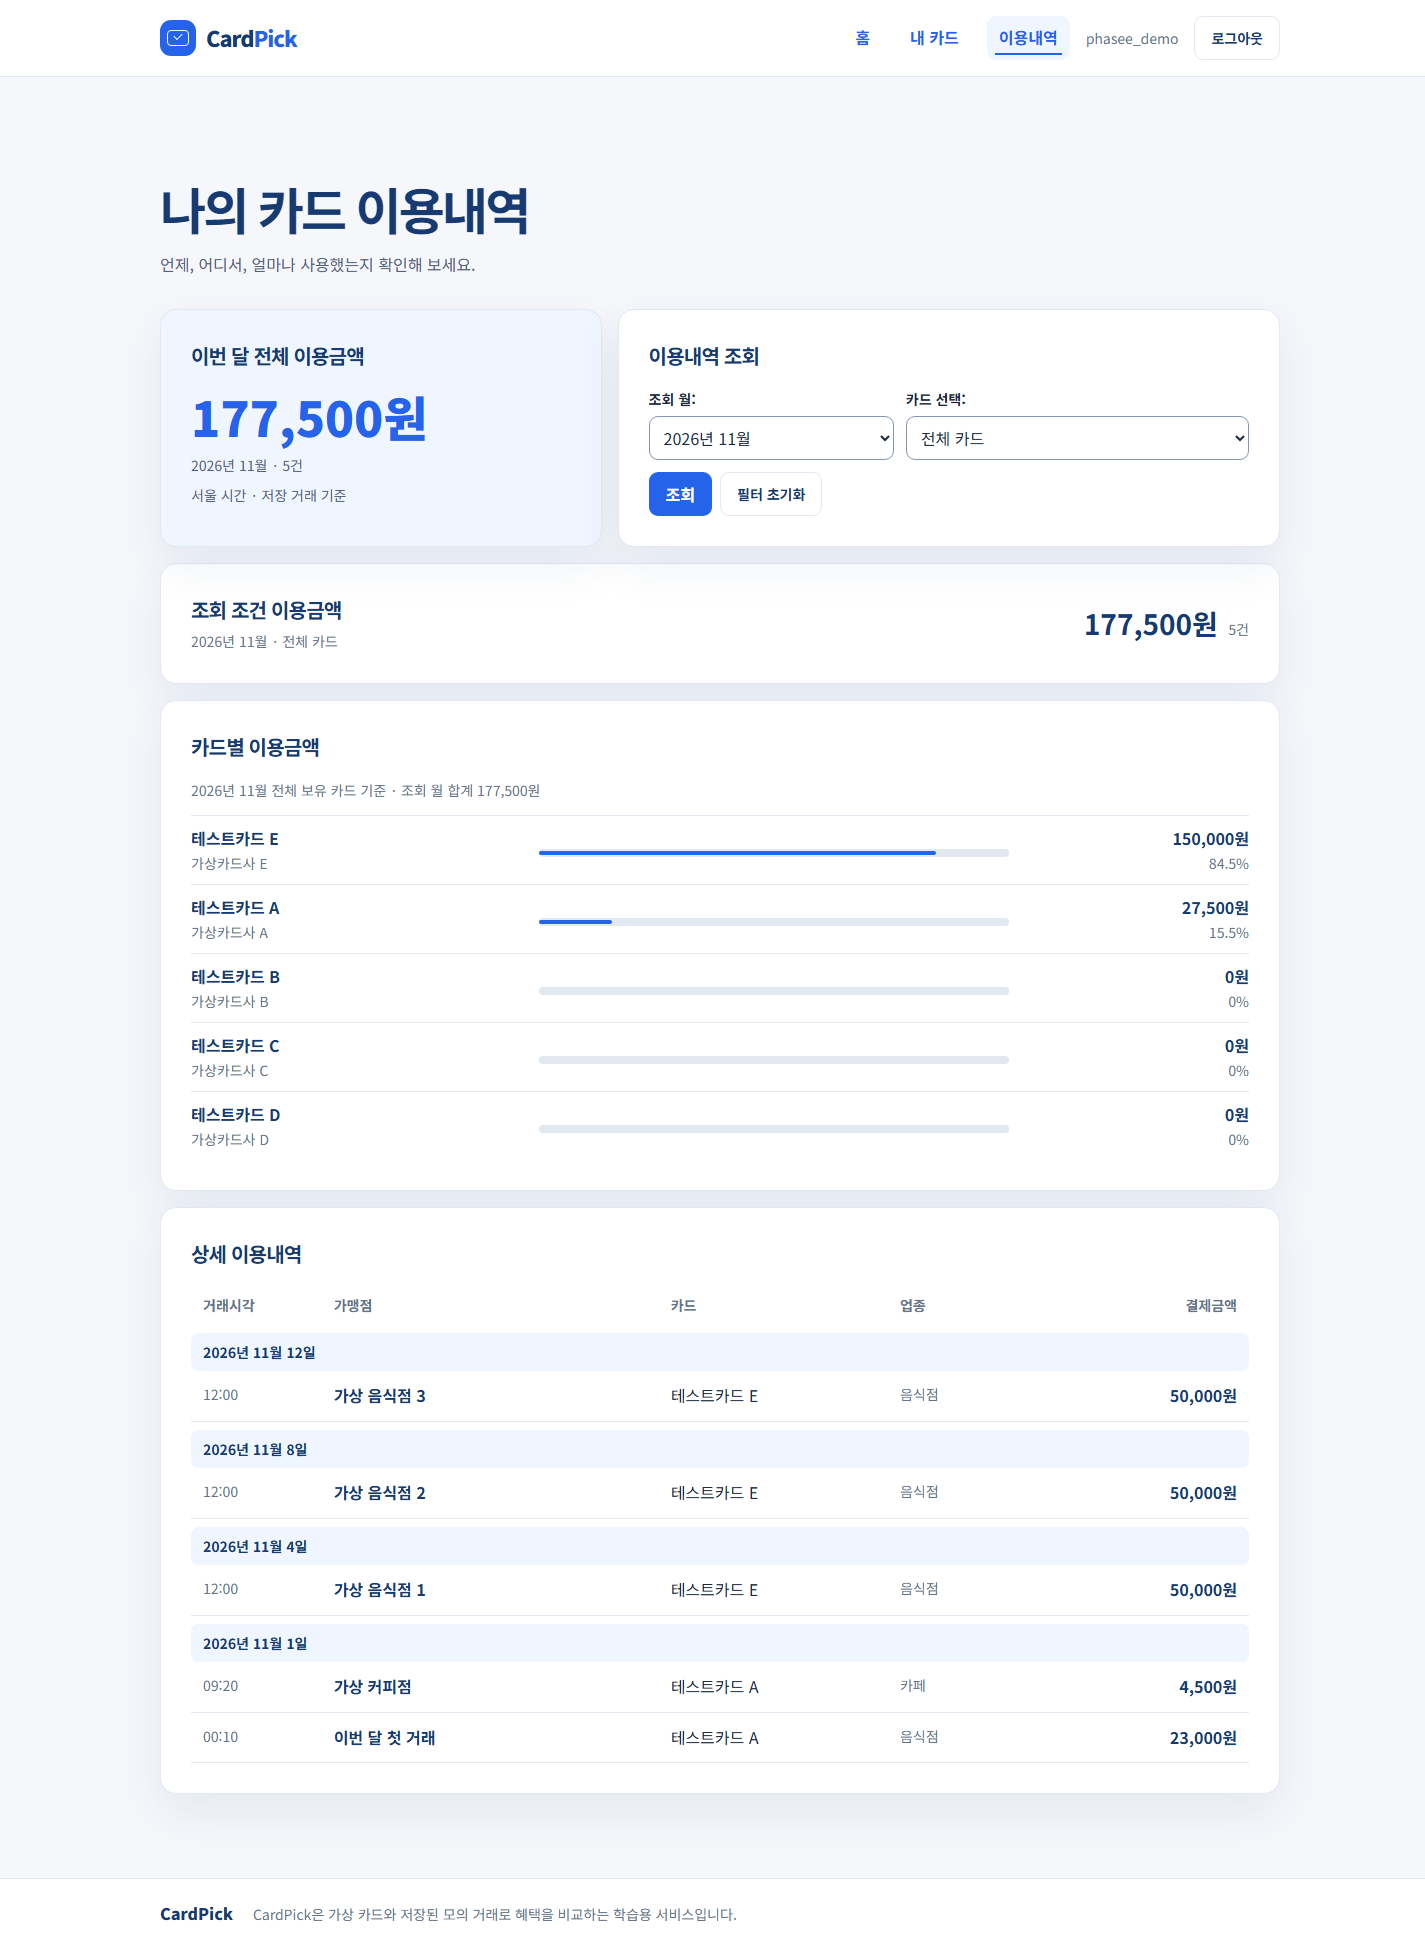 CardPick
홈
내 카드
이용내역
phasee_demo
로그아웃
나의 카드 이용내역
언제, 어디서, 얼마나 사용했는지 확인해 보세요.
이번 달 전체 이용금액
177,500원
2026년 11월 · 5건
서울 시간 · 저장 거래 기준
이용내역 조회
조회 월:
카드 선택:
2026년 11월
전체 카드
조회
필터 초기화
조회 조건 이용금액
2026년 11월 · 전체 카드
177,500원 5건
카드별 이용금액
2026년 11월 전체 보유 카드 기준 · 조회 월 합계 177,500원
테스트카드 E
가상카드사 E
150,000원
84.5%
테스트카드 A
가상카드사 A
27,500원
15.5%
테스트카드 B
가상카드사 B
0원
0%
테스트카드 C
가상카드사 C
0원
0%
테스트카드 D
가상카드사 D
0원
0%
상세 이용내역
거래시각 가맹점 카드 업종 결제금액
2026년 11월 12일
12:00 가상 음식점 3 테스트카드 E 음식점 50,000원
2026년 11월 8일
12:00 가상 음식점 2 테스트카드 E 음식점 50,000원
2026년 11월 4일
12:00 가상 음식점 1 테스트카드 E 음식점 50,000원
2026년 11월 1일
09:20 가상 커피점 테스트카드 A 카페 4,500원
00:10 이번 달 첫 거래 테스트카드 A 음식점 23,000원
CardPick CardPick은 가상 카드와 저장된 모의 거래로 혜택을 비교하는 학습용 서비스입니다.